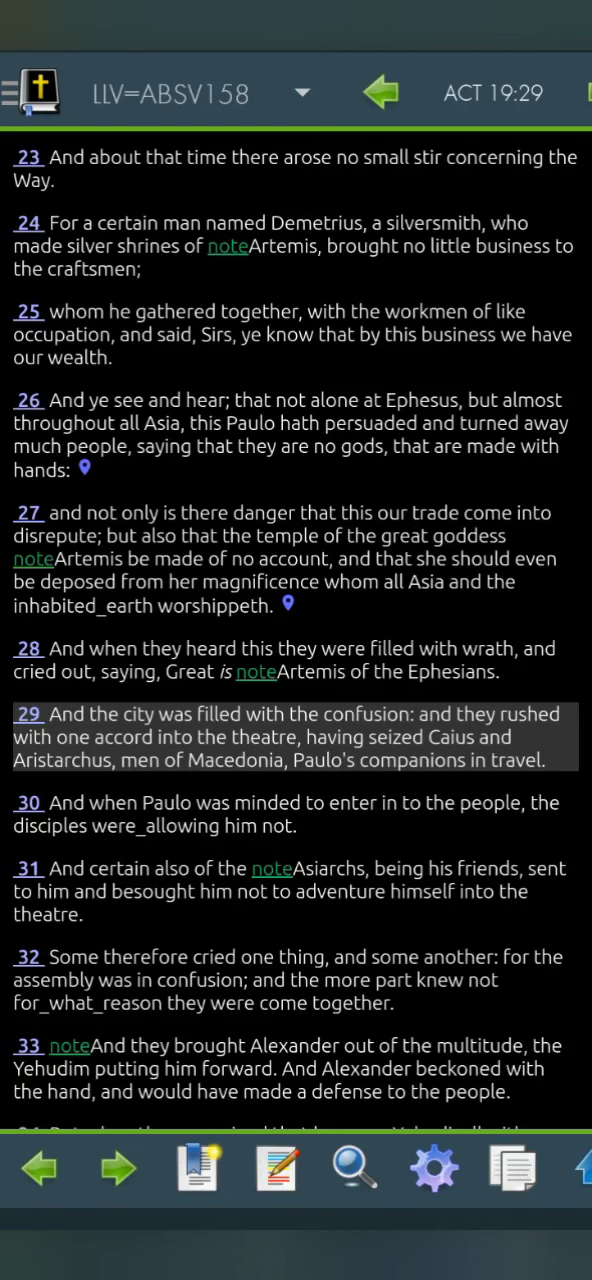 LLV=ABSV158
ACT 19:29
23 And about that time there arose no small stir concerning the
Way.
24 For a certain man named Demetrius, a silversmith, who
made silver shrines of noteArtemis, brought no little business to
the craftsmen;
25 whom he gathered together, with the workmen of like
occupation, and said, Sirs, ye know that by this business we have
our wealth.
26 And ye see and hear; that not alone at Ephesus, but almost
throughout all Asia, this Paulo hath persuaded and turned away
much people, saying that they are no gods, that are made with
hands:
27 and not only is there danger that this our trade come into
disrepute; but also that the temple of the great goddess
noteArtemis be made of no account, and that she should even
be deposed from her magnificence whom all Asia and the
inhabited_earth worshippeth.
28 And when they heard this they were filled with wrath, and
cried out, saying, Great is noteArtemis of the Ephesians.
29 And the city was filled with the confusion: and they rushed
with one accord into the theatre, having seized Caius and
Aristarchus, men of Macedonia, Paulo's companions in travel.
30 And when Paulo was minded to enter in to the people, the
disciples were_allowing him not.
31 And certain also of the noteAsiarchs, being his friends, sent
to him and besought him not to adventure himself into the
theatre.
32 Some therefore cried one thing, and some another: for the
assembly was in confusion; and the more part knew not
for_what_reason they were come together.
33 noteAnd they brought Alexander out of the multitude, the
Yehudim putting him forward. And Alexander beckoned with
the hand, and would have made a defense to the people.